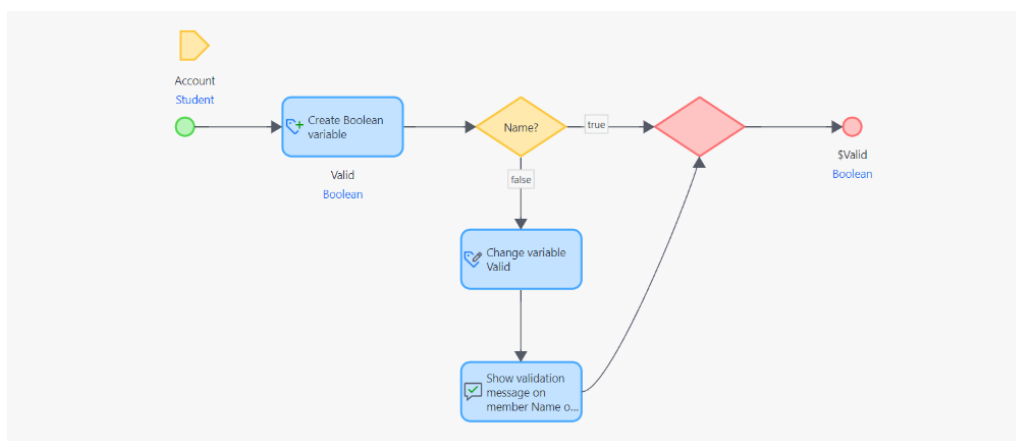 Account
Student
Create Boolean
variable
Valid
Boolean
Name?
true
false
$Valid
Boolean
Change variable
Valid
Show validation
message on
member Name o...